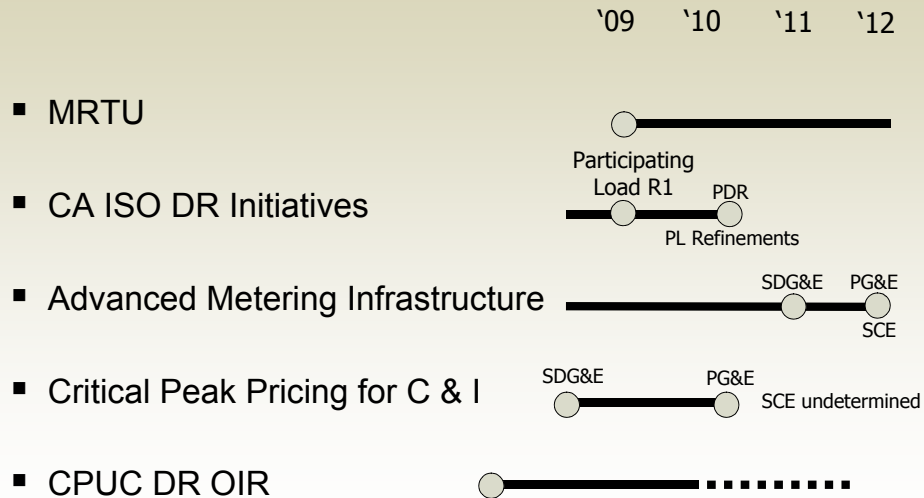 ‘09 ‘10 ‘11 ‘12
▪ MRTU
Participating
Load R1
PDR
▪ CA ISO DR Initiatives
PL Refinements
SDG&E PG&E
▪ Advanced Metering Infrastructure
SCE
SDG&E PG&E
▪ Critical Peak Pricing for C & I
SCE undetermined
▪ CPUC DR OIR